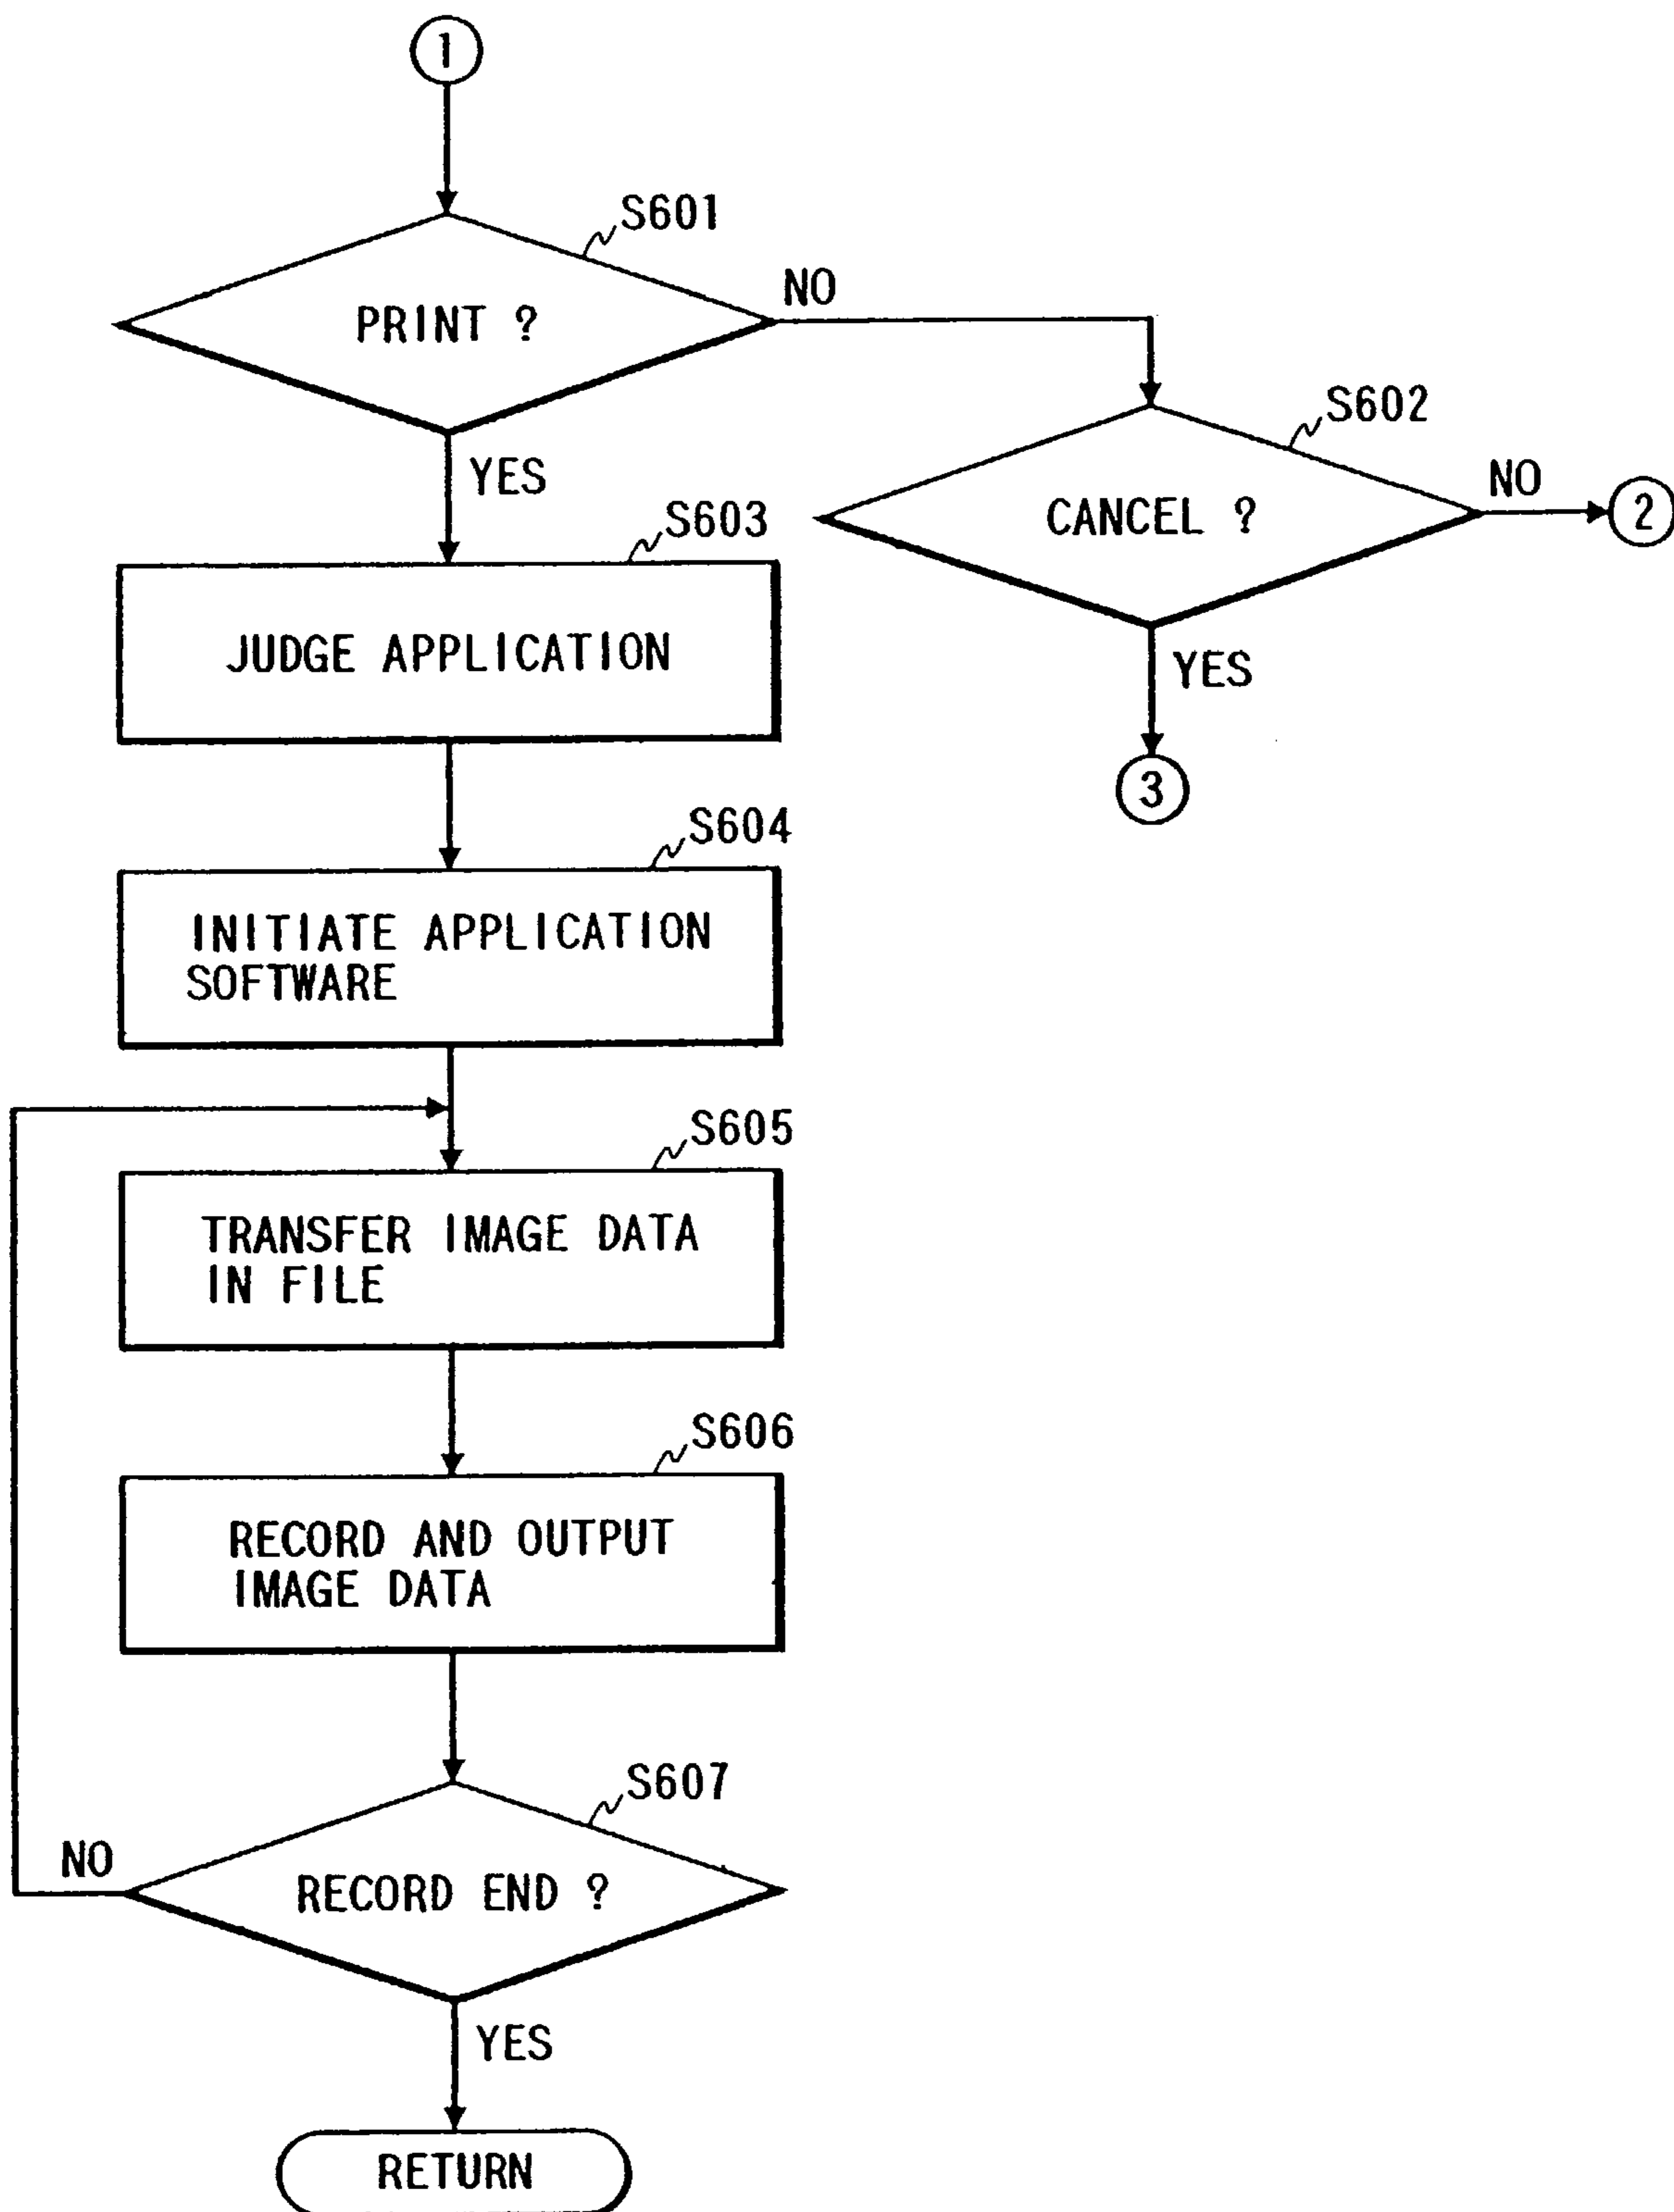 1
S601
PRINT ?
NO
YES
S602
CANCEL ?
NO
2
YES
3
S603
JUDGE APPLICATION
S604
INITIATE APPLICATION
SOFTWARE
S605
TRANSFER IMAGE DATA
IN FILE
S606
RECORD AND OUTPUT
IMAGE DATA
S607
RECORD END ?
NO
YES
RETURN